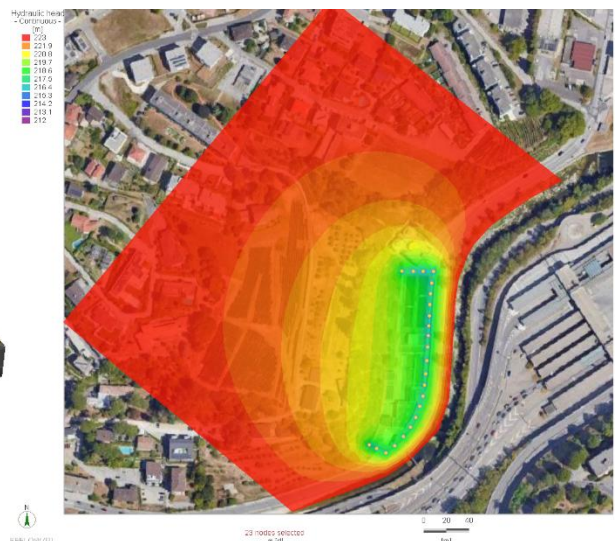 Hydraulic head
- Continuous -
[m]
223
221.9
220.8
219.7
218.6
217.5
216.4
215.3
214.2
213.1
212
N
0 20 40
23 nodes selected